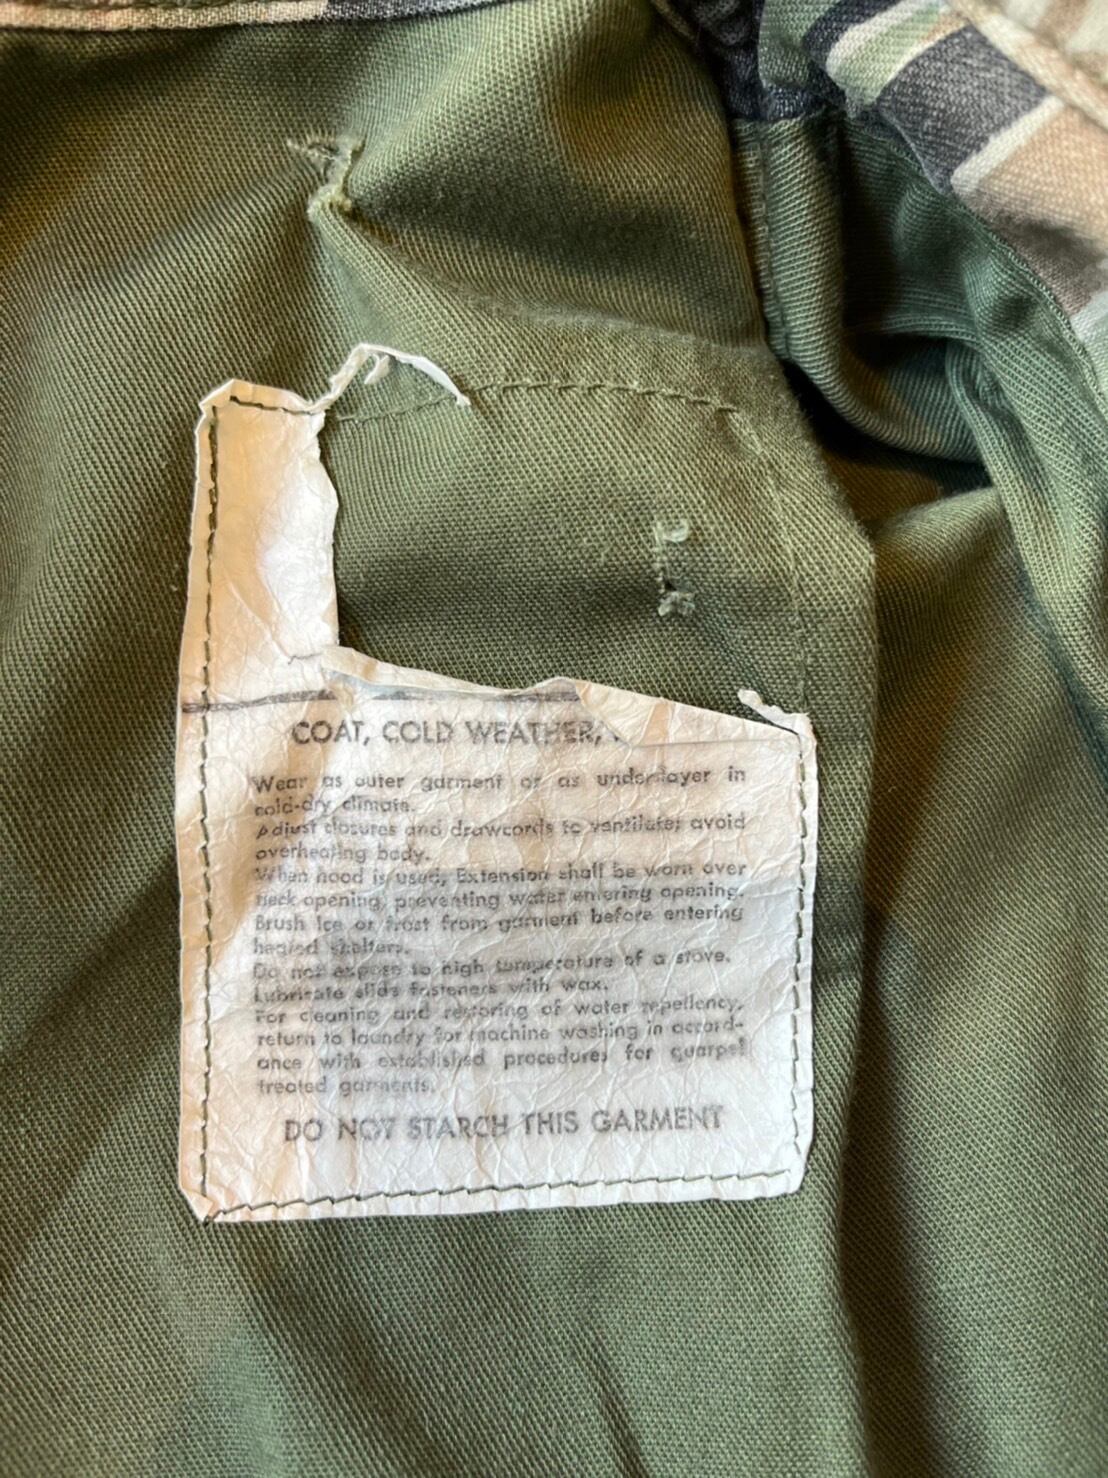 COAT, COLD WEATHER,
Wear as outer garment or as underlayer in
cold-dry climate.
Adjust closures and drawcords to ventilate; avoid
overheating body.
When hood is used, Extension shall be worn over
neck opening, preventing water entering opening.
Brush ice or frost from garment before entering
heated shelters.
Do not expose to high temperature of a stove.
Lubricate slide fasteners with wax.
For cleaning and restoring of water repellency,
return to laundry for machine washing in accord-
ance with established procedures for quarpel
treated garments.
DO NOT STARCH THIS GARMENT